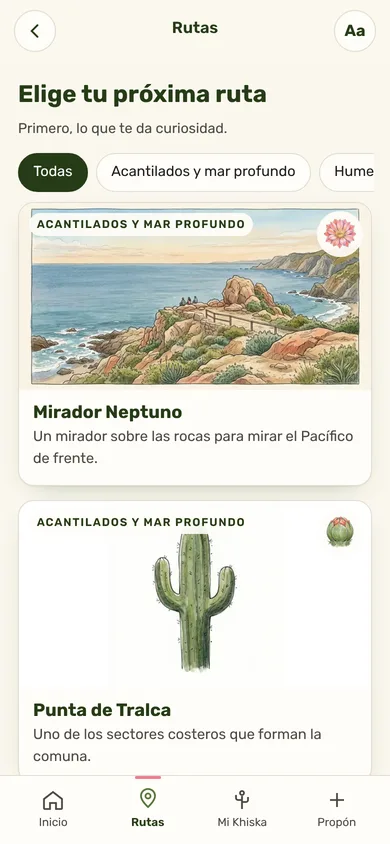 Rutas
Aa
Elige tu próxima ruta
Primero, lo que te da curiosidad.
Todas
Acantilados y mar profundo
Hume
ACANTILADOS Y MAR PROFUNDO
Mirador Neptuno
Un mirador sobre las rocas para mirar el Pacífico
de frente.
ACANTILADOS Y MAR PROFUNDO
Punta de Tralca
Uno de los sectores costeros que forman la
comuna.
Inicio
Rutas
Mi Khiska
Propón